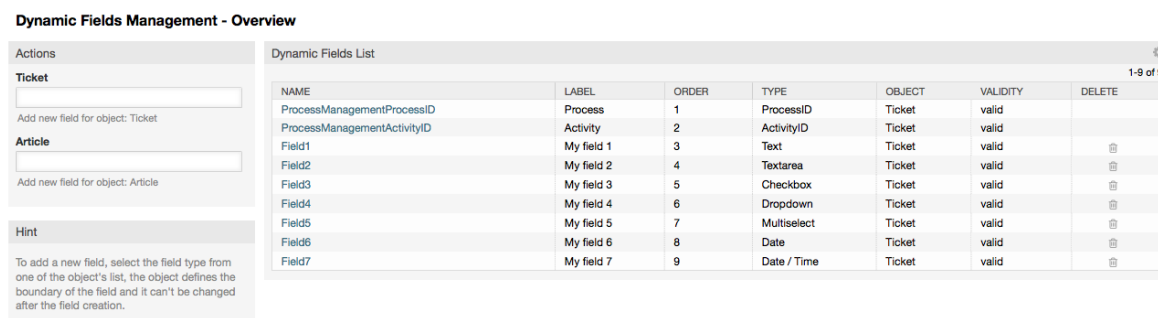 Dynamic Fields Management - Overview
Actions
Ticket
Add new field for object: Ticket
Article
Add new field for object: Article
Hint
To add a new field, select the field type from
one of the object's list, the object defines the
boundary of the field and it can't be changed
after the field creation.
Dynamic Fields List
1-9 of
NAME LABEL ORDER TYPE OBJECT VALIDITY DELETE
ProcessManagementProcessID Process 1 ProcessID Ticket valid
ProcessManagementActivityID Activity 2 ActivityID Ticket valid
Field1 My field 1 3 Text Ticket valid
Field2 My field 2 4 Textarea Ticket valid
Field3 My field 3 5 Checkbox Ticket valid
Field4 My field 4 6 Dropdown Ticket valid
Field5 My field 5 7 Multiselect Ticket valid
Field6 My field 6 8 Date Ticket valid
Field7 My field 7 9 Date / Time Ticket valid